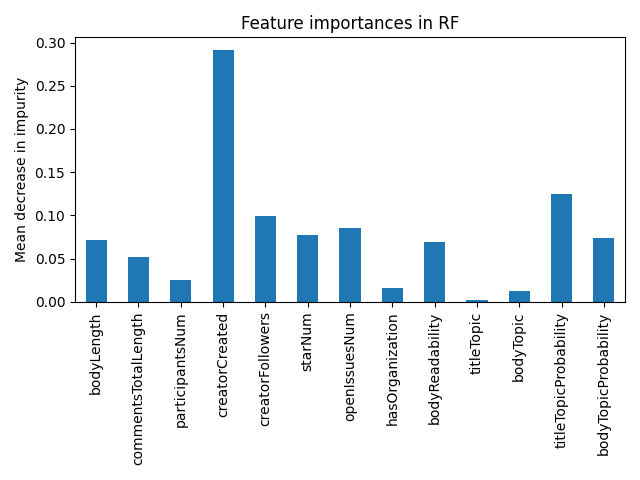 Feature importances in RF
Mean decrease in impurity
0.30
0.25
0.20
0.15
0.10
0.05
0.00
bodyLength
commentsTotalLength
participantsNum
creatorCreated
creatorFollowers
starNum
openIssuesNum
hasOrganization
bodyReadability
titleTopic
bodyTopic
titleTopicProbability
bodyTopicProbability